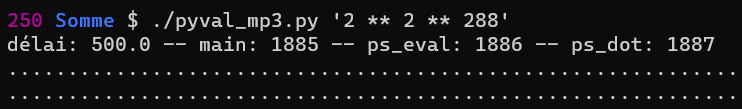 250 Somme $ ./pyval_mp3.py '2 ** 2 ** 288'
délai: 500.0 -- main: 1885 -- ps_eval: 1886 -- ps_dot: 1887
.............................................................
.............................................................